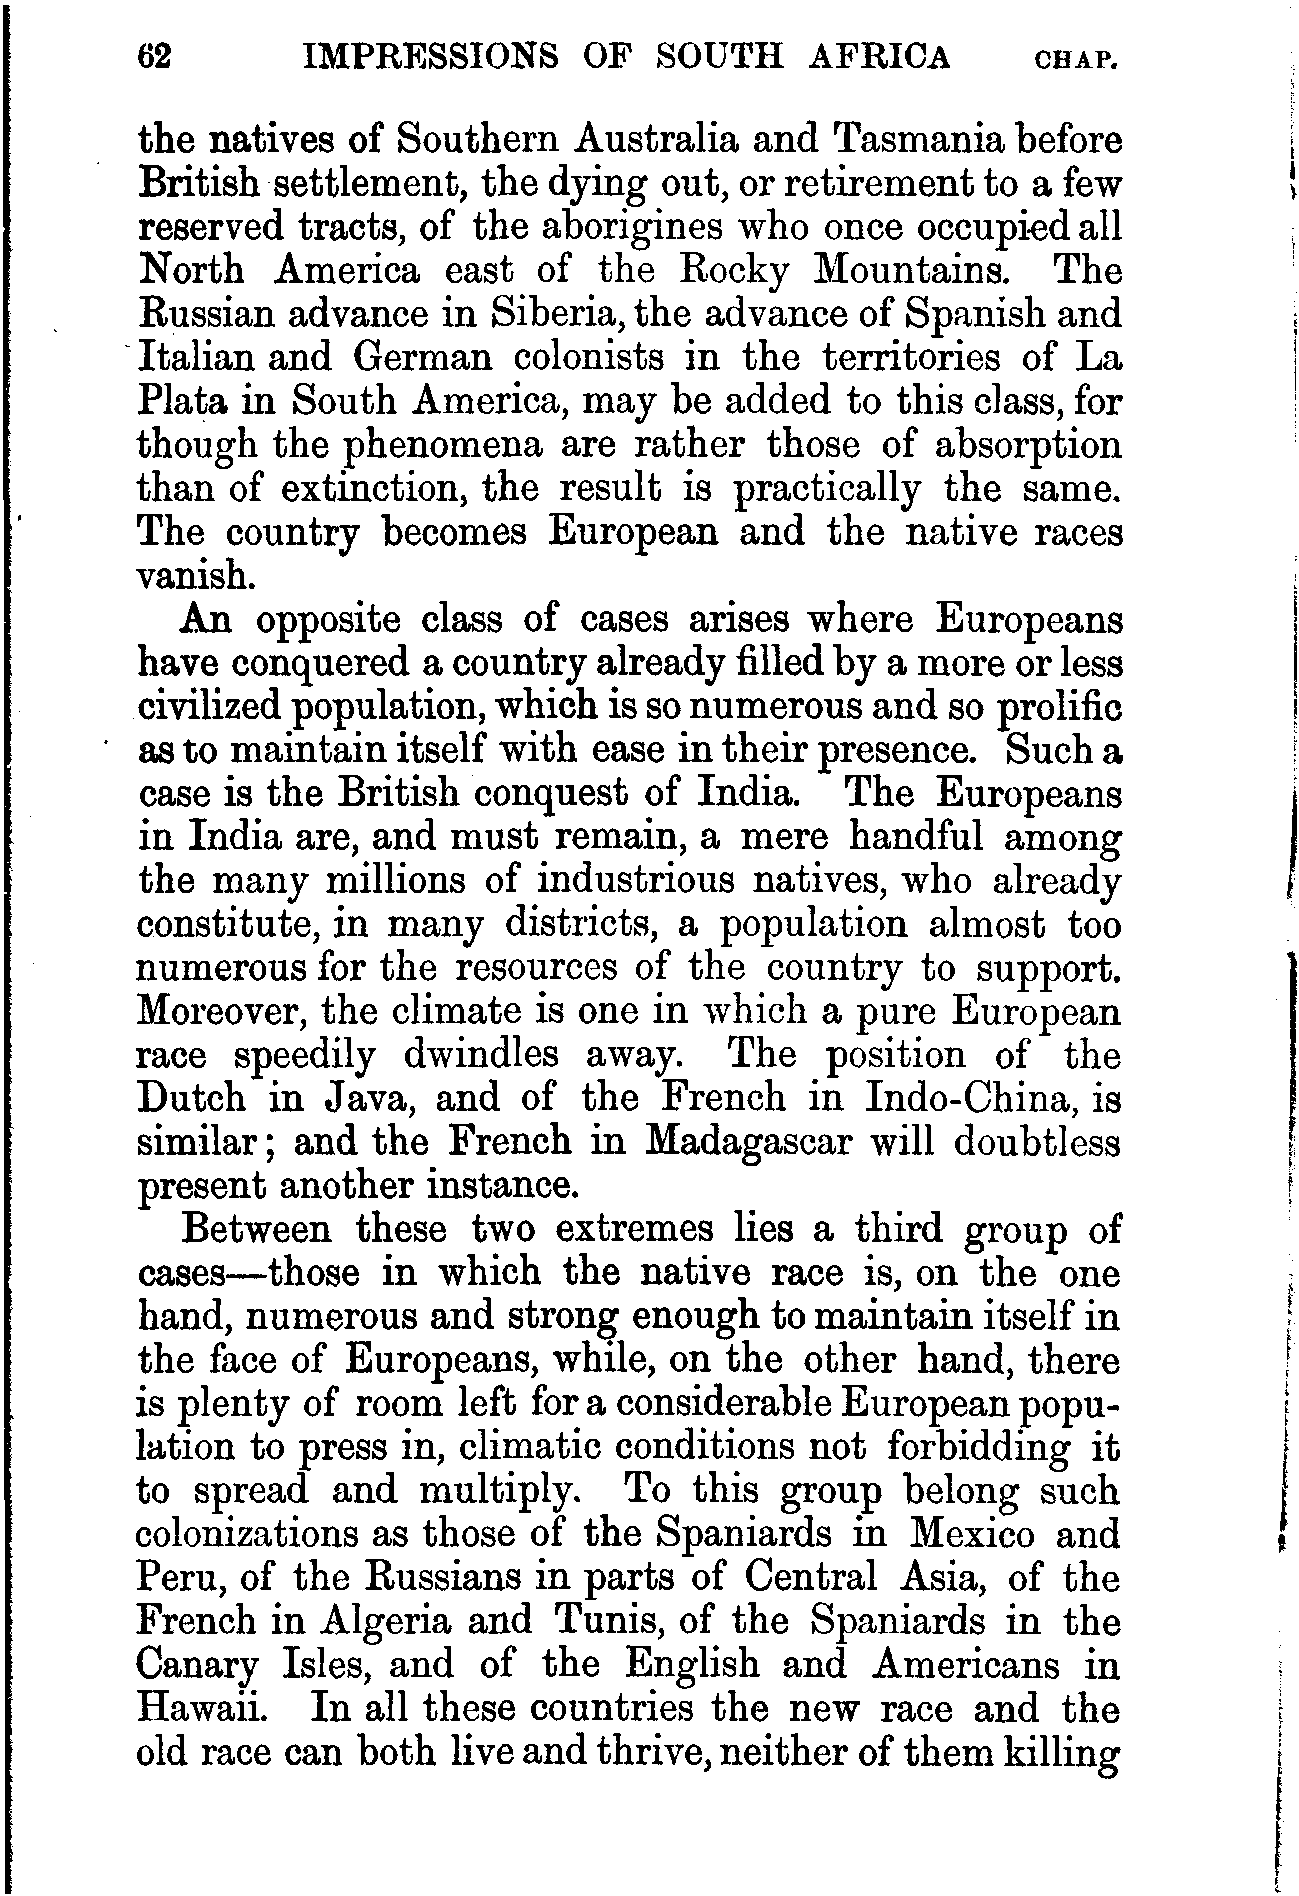 62 IMPRESSIONS OF SOUTH AFRICA CHAP.
the natives of Southern Australia and Tasmania before
British settlement, the dying out, or retirement to a few
reserved tracts, of the aborigines who once occupied all
North America east of the Rocky Mountains. The
Russian advance in Siberia, the advance of Spanish and
Italian and German colonists in the territories of La
Plata in South America, may be added to this class, for
though the phenomena are rather those of absorption
than of extinction, the result is practically the same.
The country becomes European and the native races
vanish.
An opposite class of cases arises where Europeans
have conquered a country already filled by a more or less
civilized population, which is so numerous and so prolific
as to maintain itself with ease in their presence. Such a
case is the British conquest of India. The Europeans
in India are, and must remain, a mere handful among
the many millions of industrious natives, who already
constitute, in many districts, a population almost too
numerous for the resources of the country to support.
Moreover, the climate is one in which a pure European
race speedily dwindles away. The position of the
Dutch in Java, and of the French in Indo-China, is
similar; and the French in Madagascar will doubtless
present another instance.
Between these two extremes lies a third group of
cases—those in which the native race is, on the one
hand, numerous and strong enough to maintain itself in
the face of Europeans, while, on the other hand, there
is plenty of room left for a considerable European popu-
lation to press in, climatic conditions not forbidding it
to spread and multiply. To this group belong such
colonizations as those of the Spaniards in Mexico and
Peru, of the Russians in parts of Central Asia, of the
French in Algeria and Tunis, of the Spaniards in the
Canary Isles, and of the English and Americans in
Hawaii. In all these countries the new race and the
old race can both live and thrive, neither of them killing